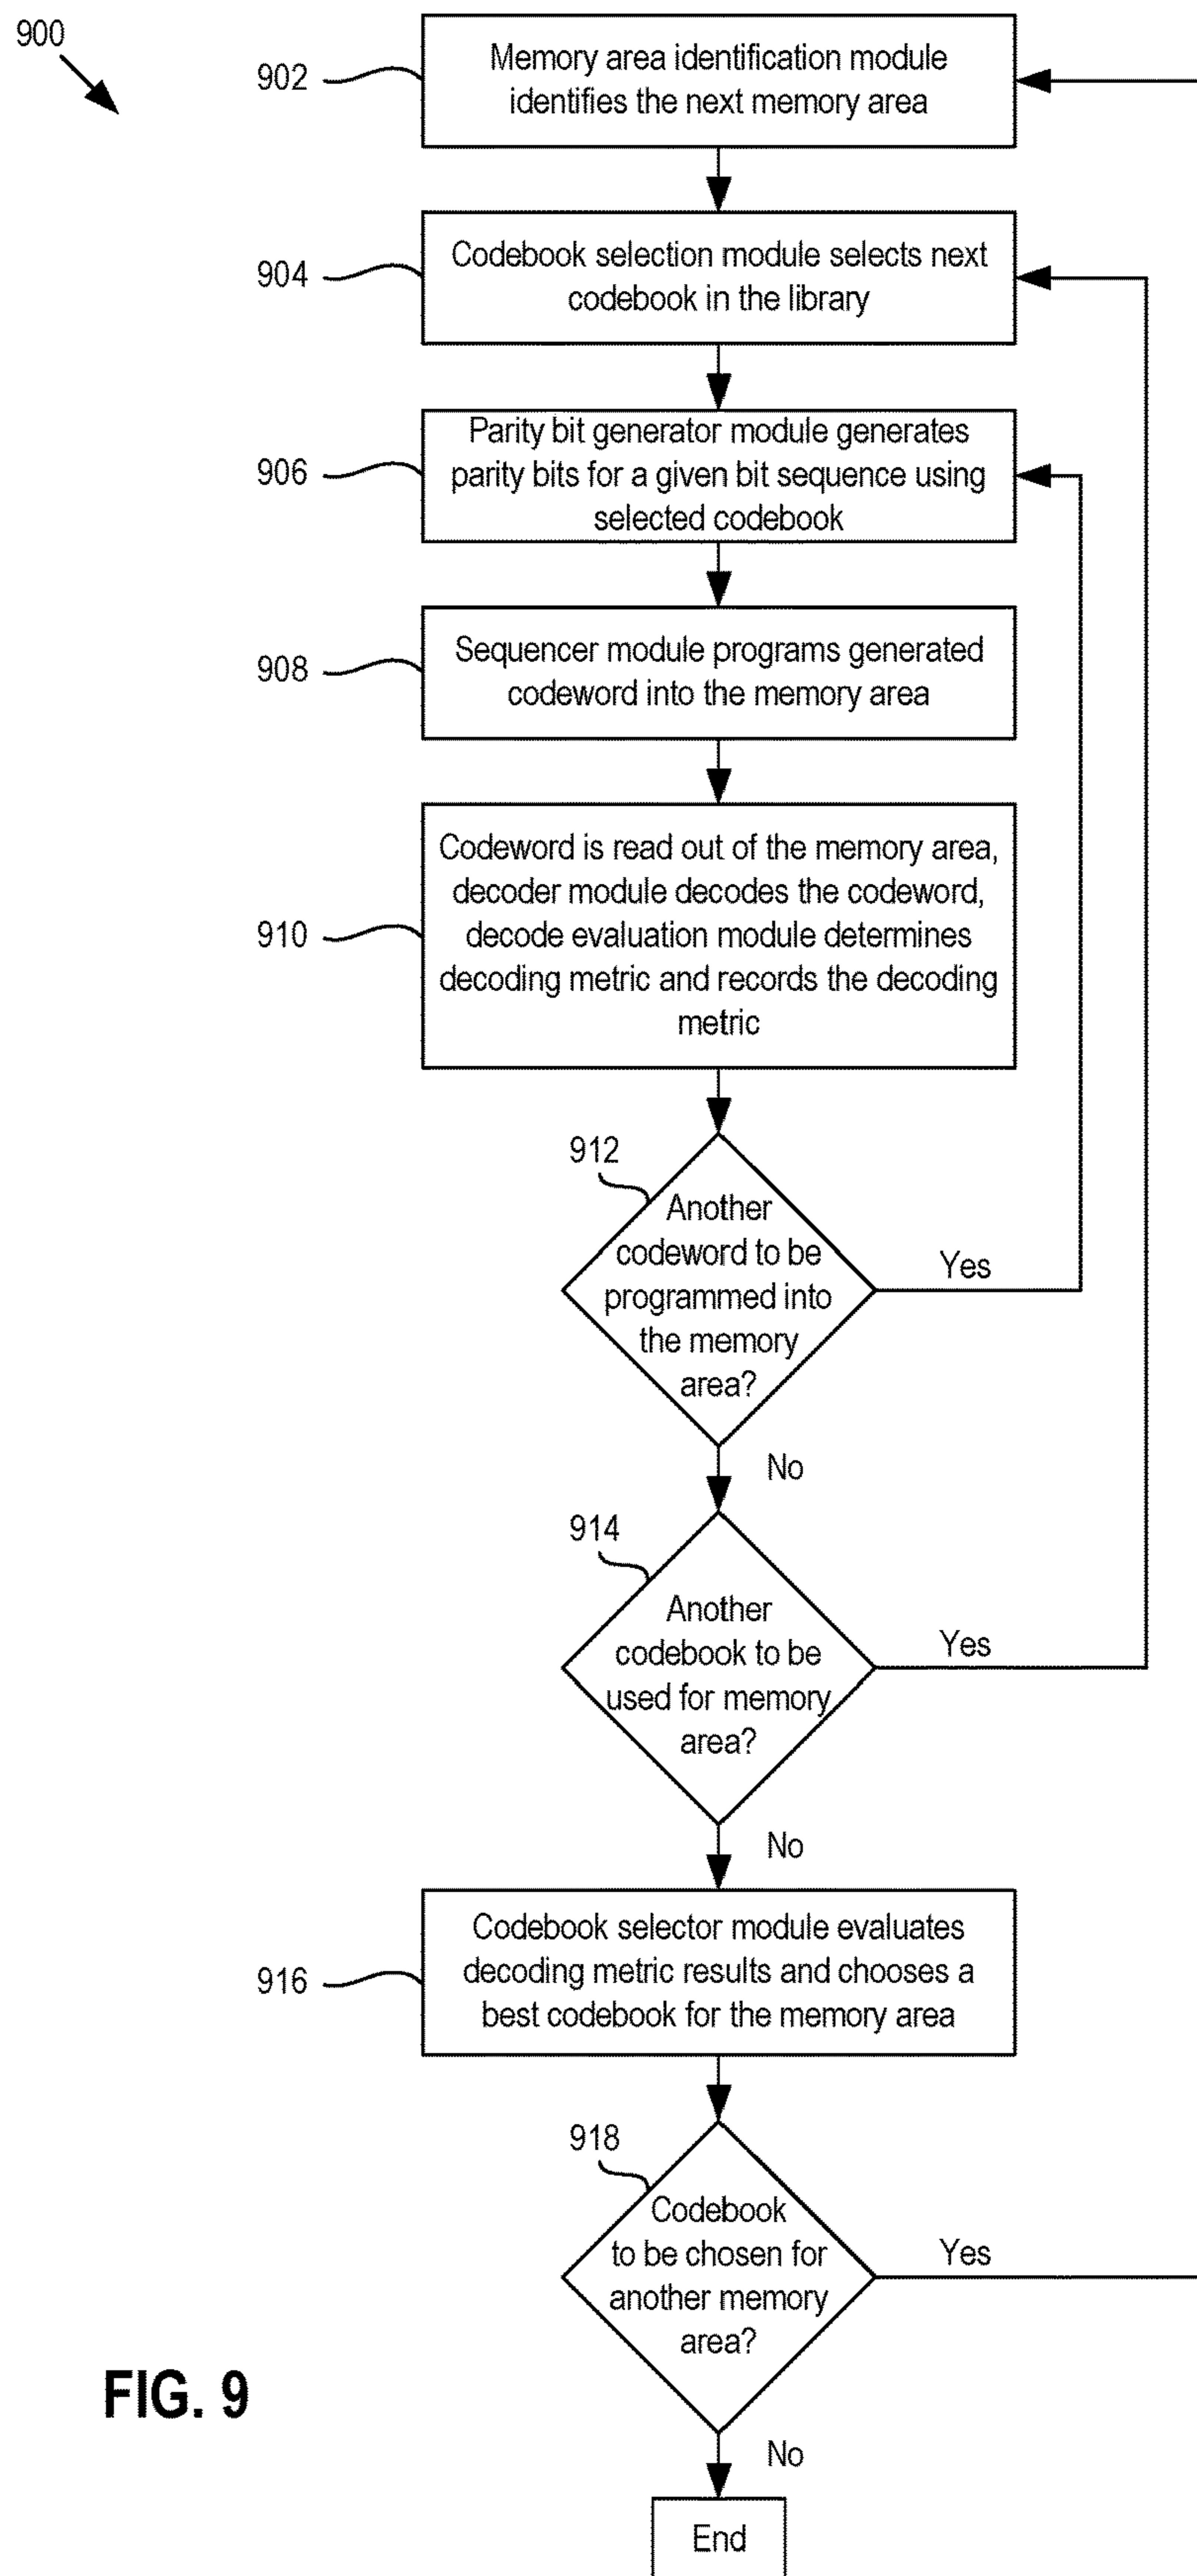 900
902
Memory area identification module
identifies the next memory area
904
Codebook selection module selects next
codebook in the library
906
Parity bit generator module generates
parity bits for a given bit sequence using
selected codebook
908
Sequencer module programs generated
codeword into the memory area
910
Codeword is read out of the memory area,
decoder module decodes the codeword,
decode evaluation module determines
decoding metric and records the decoding
metric
912
Another
codeword to be
programmed into
the memory
area?
Yes
No
914
Another
codebook to be
used for memory
area?
Yes
No
916
Codebook selector module evaluates
decoding metric results and chooses a
best codebook for the memory area
918
Codebook
to be chosen for
another memory
area?
Yes
No
End
FIG. 9